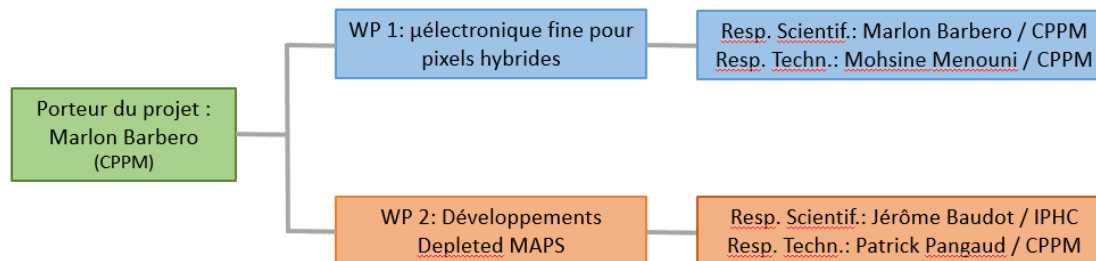 Porteur du projet :
Marlon Barbero
(CPPM)
WP 1: µélectronique fine pour
pixels hybrides
Resp. Scientif.: Marlon Barbero / CPPM
Resp. Techn.: Mohsine Menouni / CPPM
WP 2: Développements
Depleted MAPS
Resp. Scientif.: Jérôme Baudot / IPHC
Resp. Techn.: Patrick Pangaud / CPPM